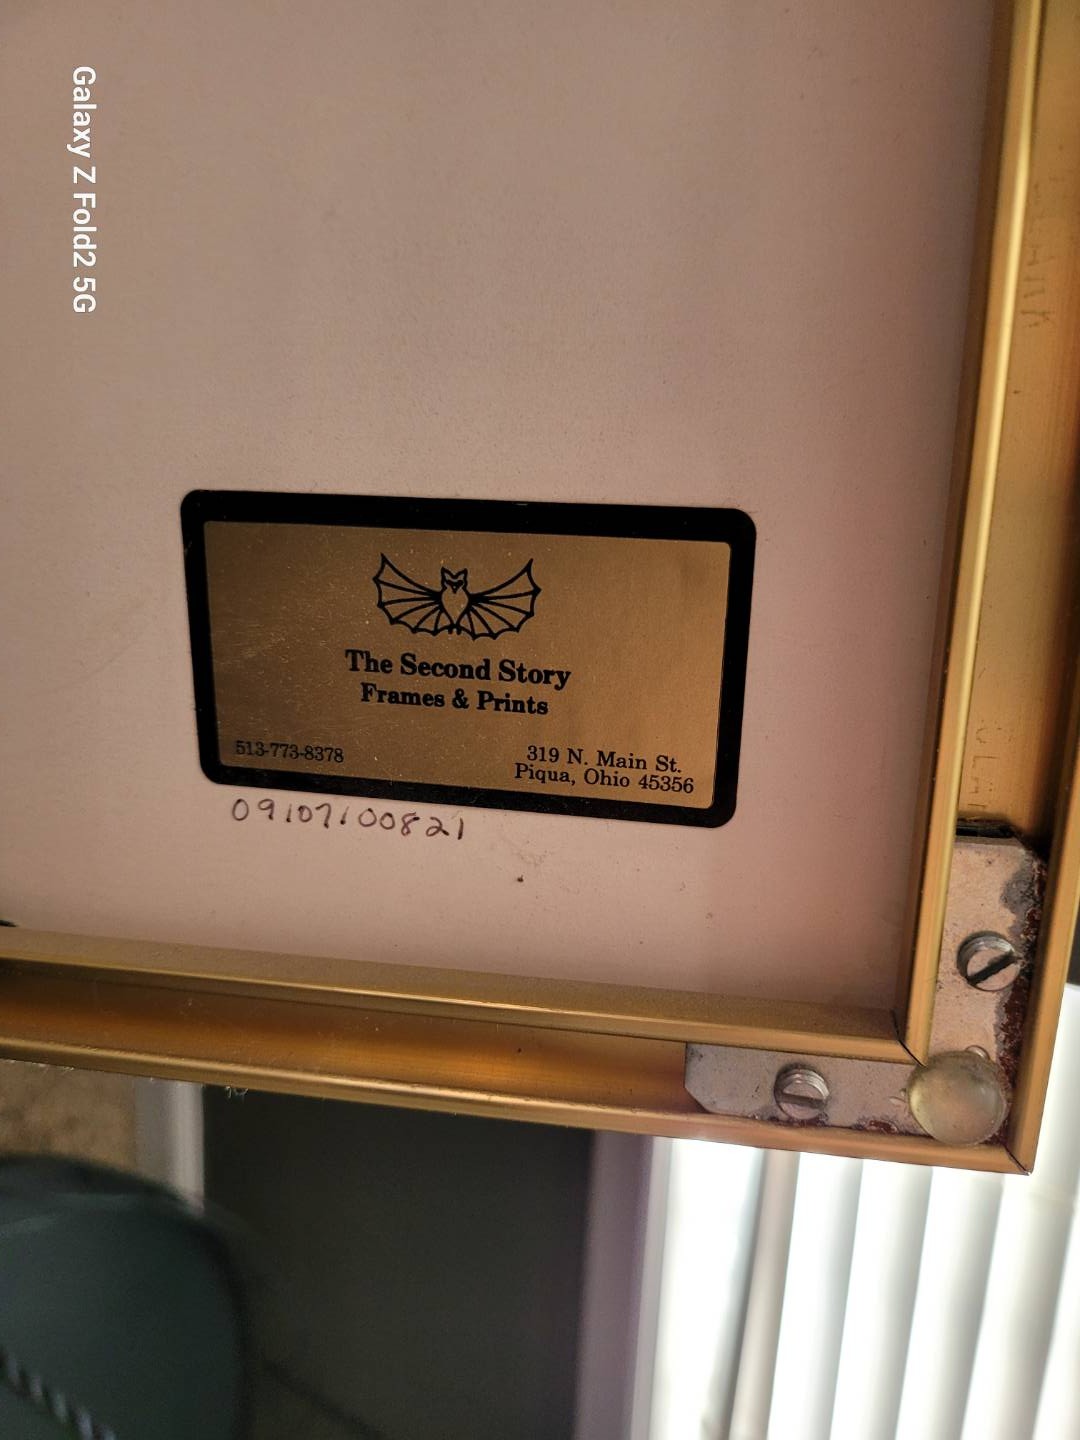 The Second Story
Frames & Prints
513-773-8378
319 N. Main St.
Piqua, Ohio 45356
09107100821
Galaxy Z Fold2 5G